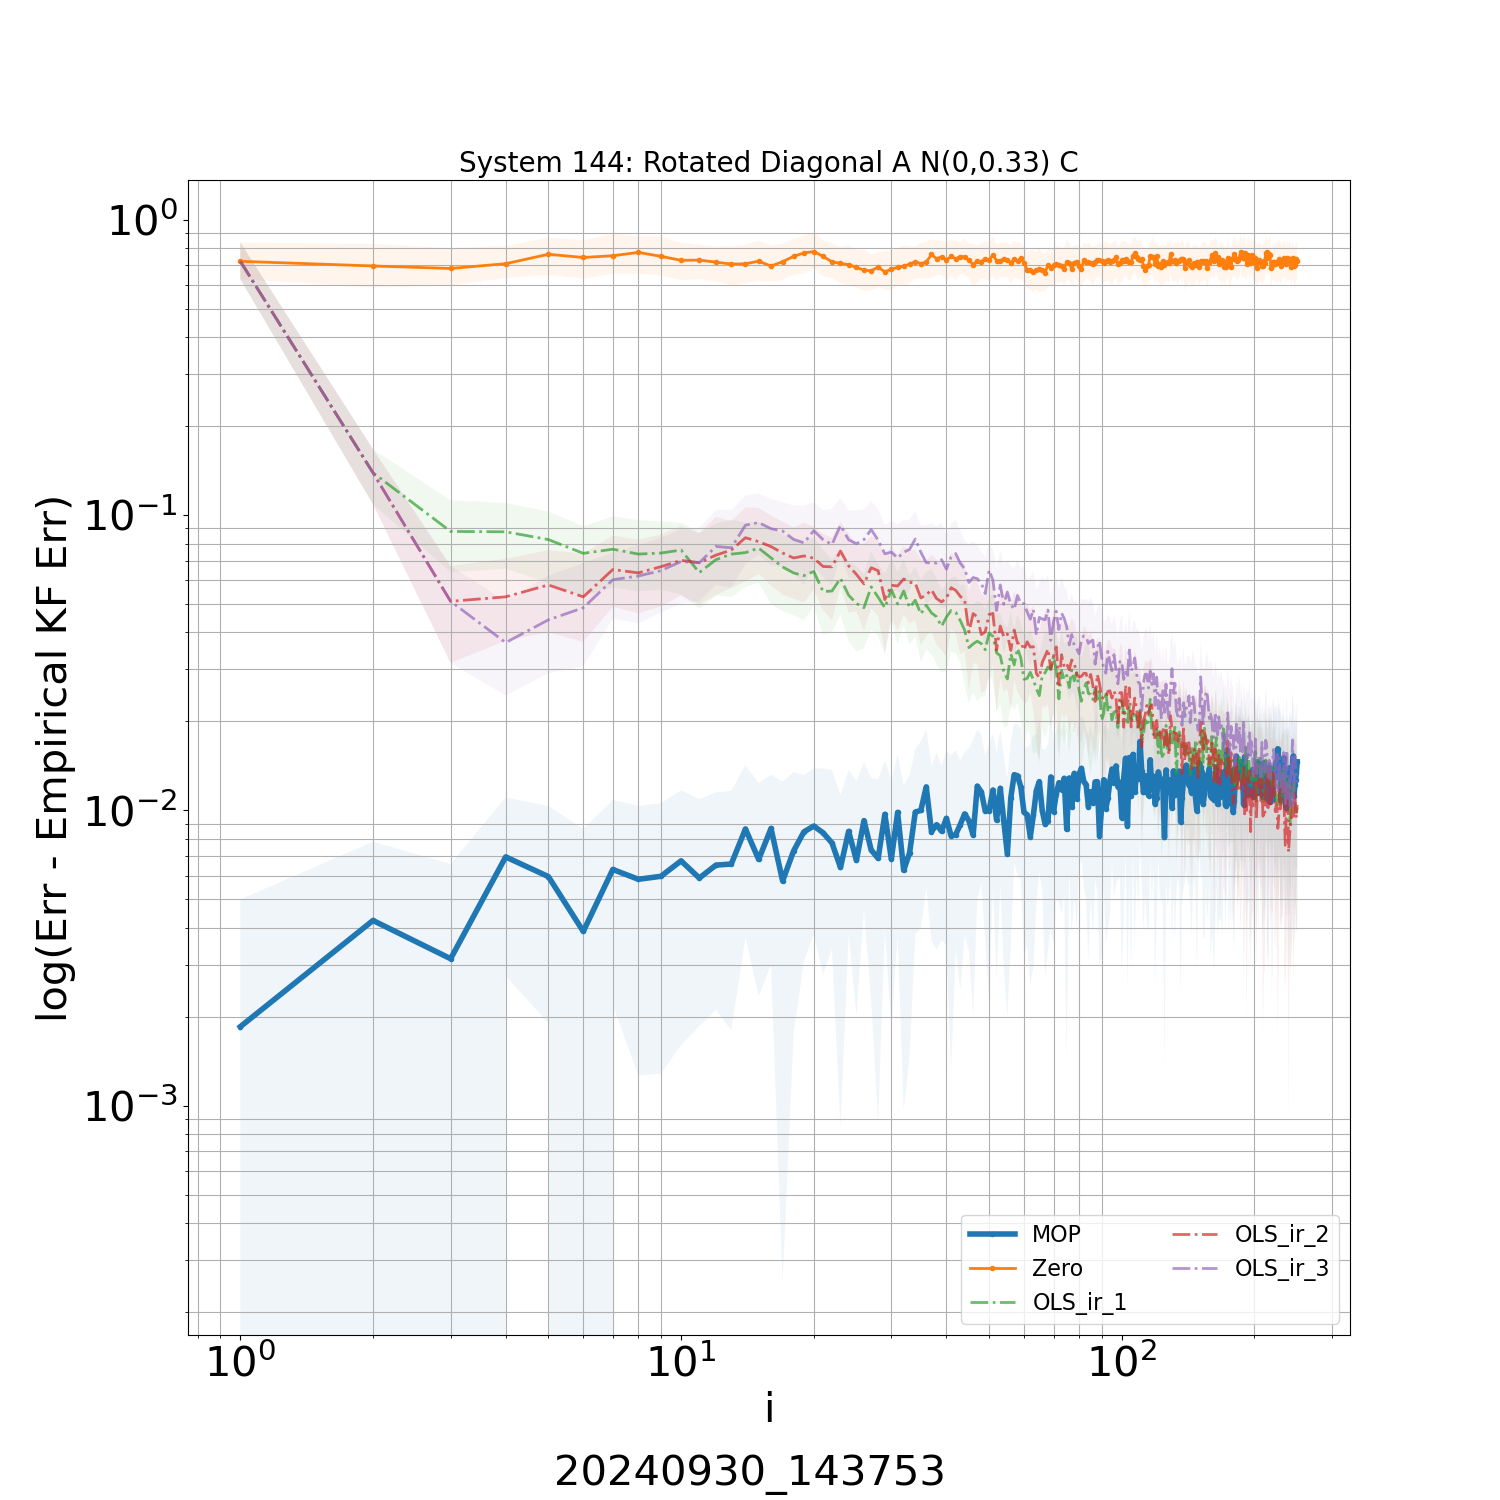 System 144: Rotated Diagonal A N(0,0.33) C
log(Err - Empirical KF Err)
10⁰
10⁻¹
10⁻²
10⁻³
MOP
Zero
OLS_ir_1
OLS_ir_2
OLS_ir_3
10⁰
10¹
10²
i
20240930_143753